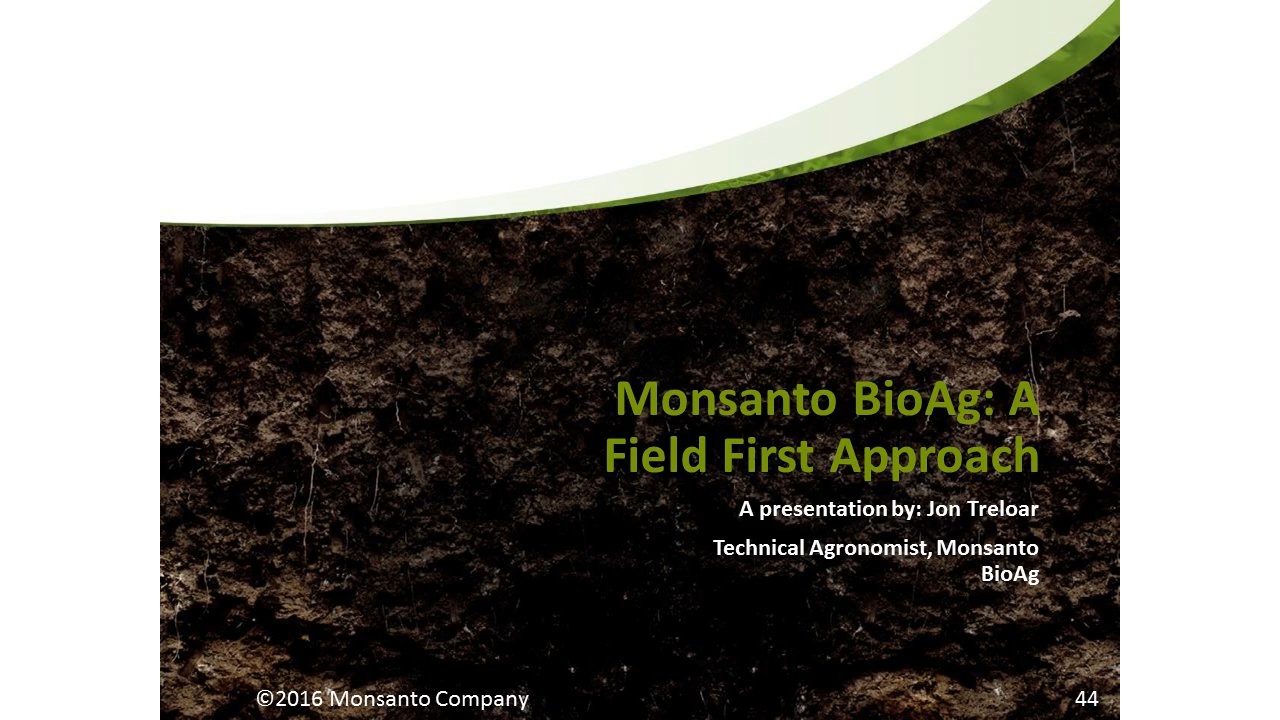 Monsanto BioAg: A
Field First Approach
A presentation by: Jon Treloar
Technical Agronomist, Monsanto
BioAg
©2016 Monsanto Company
44